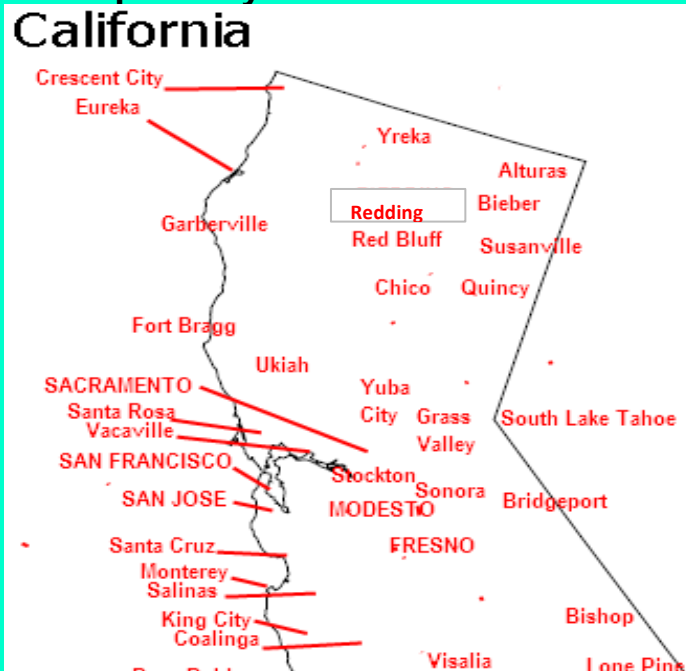 California
Crescent City
Eureka
Yreka
Alturas
Redding
Bieber
Garberville
Red Bluff
Susanville
Chico
Quincy
Fort Bragg
Ukiah
SACRAMENTO
Yuba
City
Santa Rosa
Grass
Valley
South Lake Tahoe
Vacaville
SAN FRANCISCO
Stockton
SAN JOSE
Sonora
MODESTO
Bridgeport
Santa Cruz
FRESNO
Monterey
Salinas
King City
Bishop
Coalinga
Visalia
Lone Pine